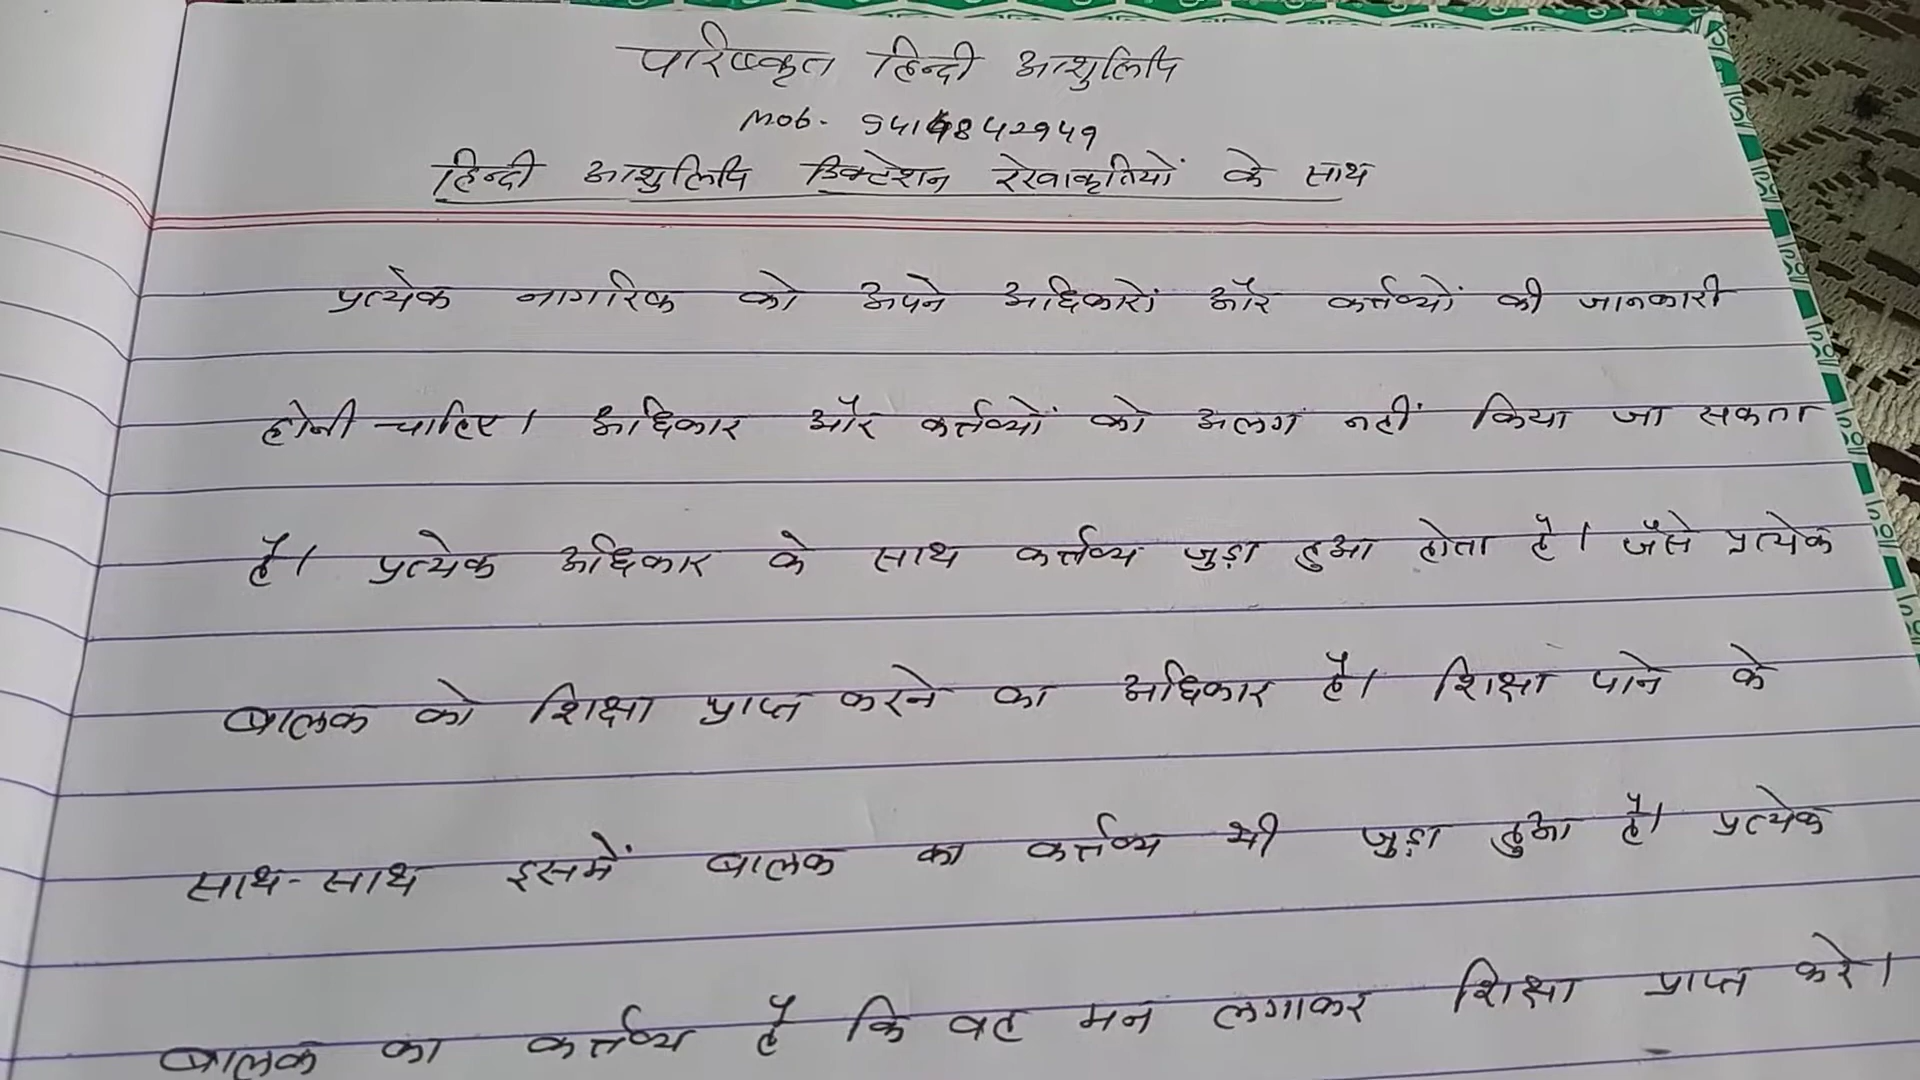 परिष्कृत हिन्दी आशुलिपि
Mob. 9414842949
हिन्दी आशुलिपि डिक्टेशन रेखाकृतियों के साथ
प्रत्येक नागरिक को अपने अधिकारों और कर्त्तव्यों की जानकारी
होनी चाहिए। अधिकार और कर्त्तव्यों को अलग नहीं किया जा सकता
है। प्रत्येक अधिकार के साथ कर्त्तव्य जुड़ा हुआ होता है। जैसे प्रत्येक
बालक को शिक्षा प्राप्त करने का अधिकार है। शिक्षा पाने के
साथ-साथ इसमें बालक का कर्त्तव्य भी जुड़ा हुआ है। प्रत्येक
बालक का कर्त्तव्य है कि वह मन लगाकर शिक्षा प्राप्त करे।